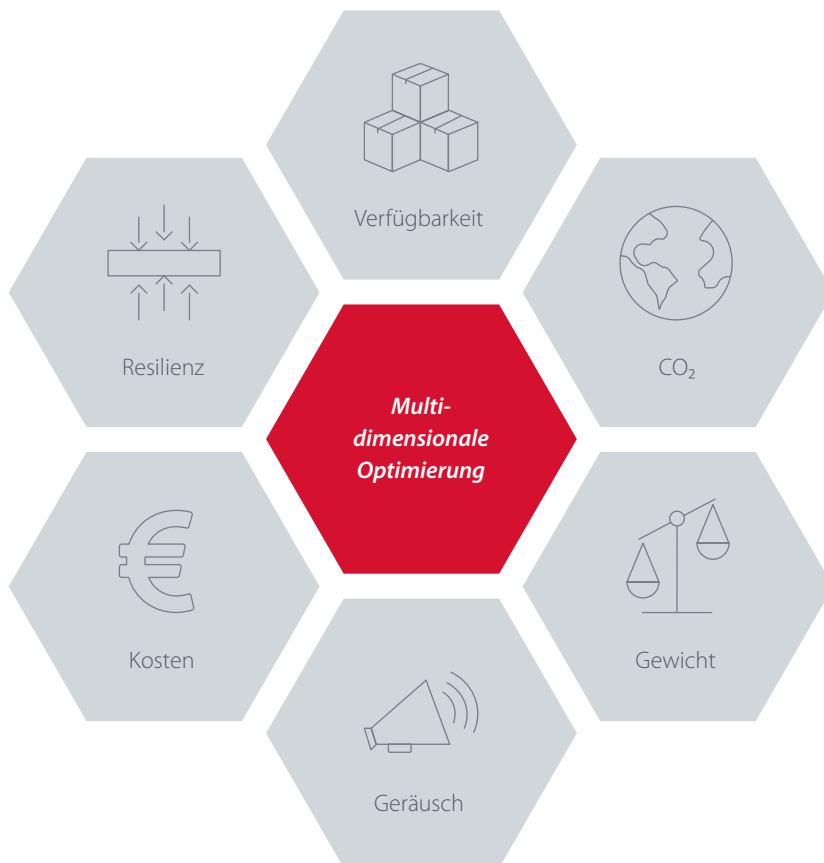 Verfügbarkeit
Resilienz
CO₂
Multi-
dimensionale
Optimierung
Kosten
Gewicht
Geräusch